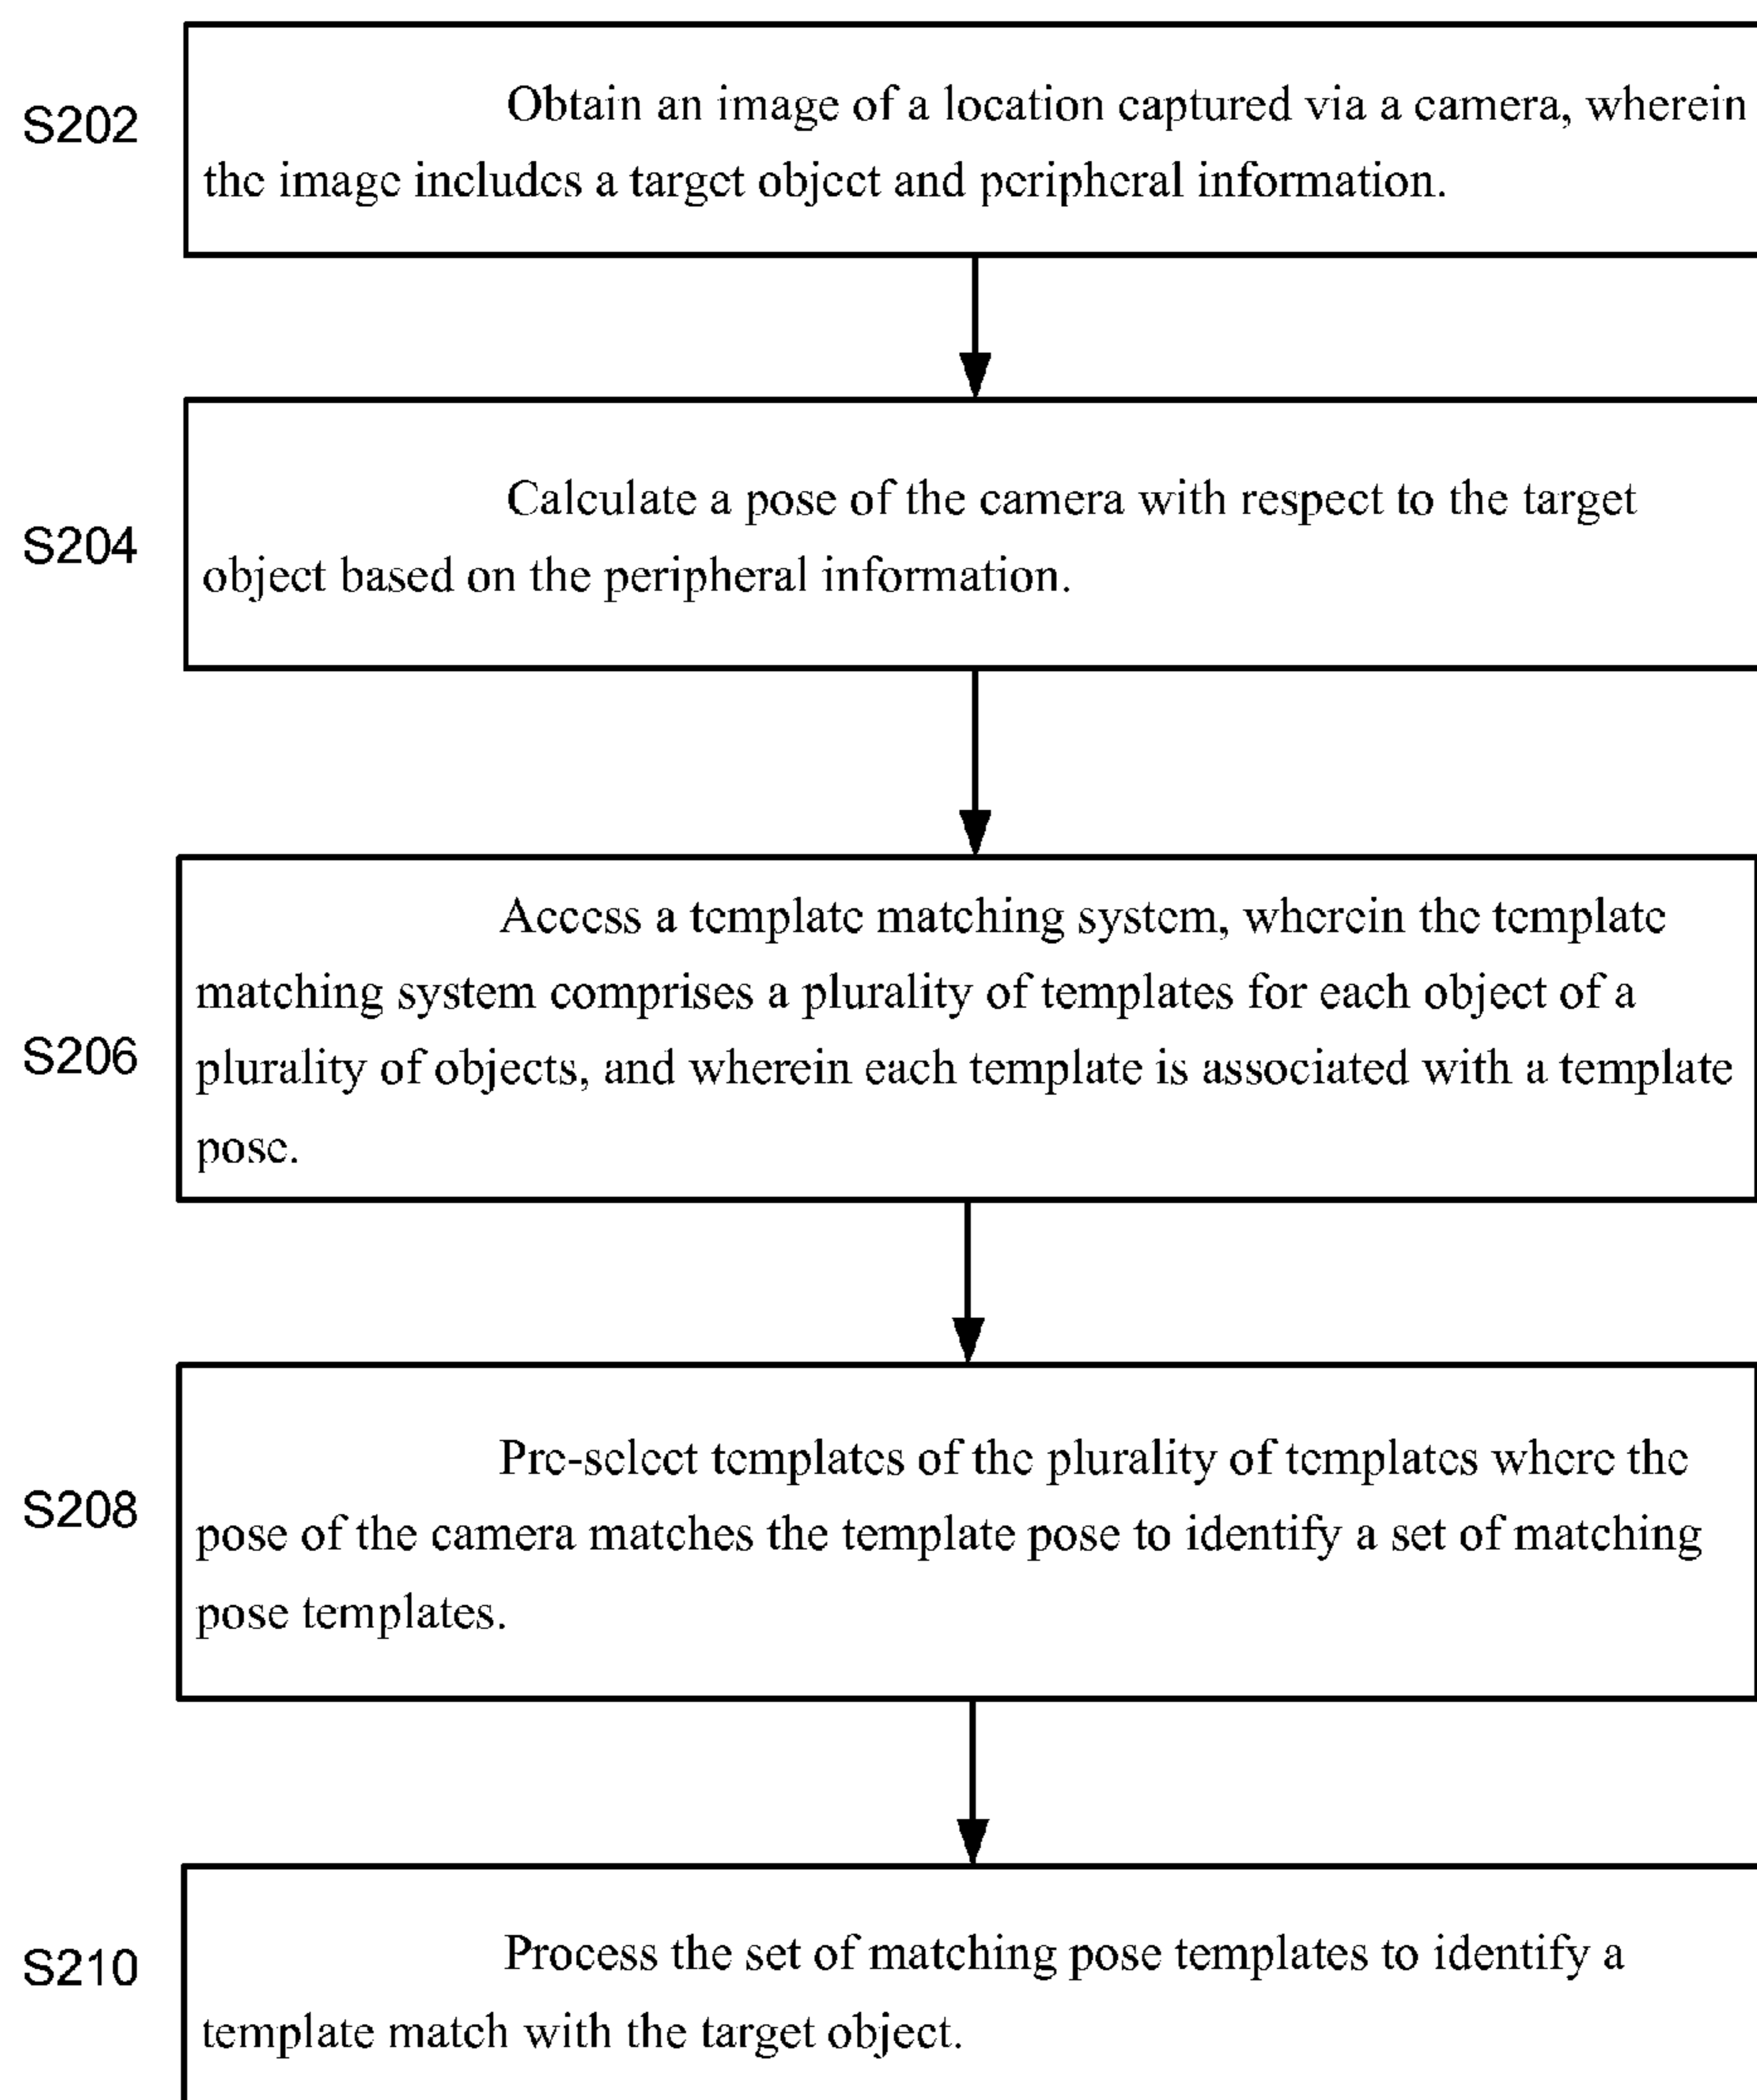 S202
Obtain an image of a location captured via a camera, wherein
the image includes a target object and peripheral information.
S204
Calculate a pose of the camera with respect to the target
object based on the peripheral information.
S206
Access a template matching system, wherein the template
matching system comprises a plurality of templates for each object of a
plurality of objects, and wherein each template is associated with a template
pose.
S208
Pre-select templates of the plurality of templates where the
pose of the camera matches the template pose to identify a set of matching
pose templates.
S210
Process the set of matching pose templates to identify a
template match with the target object.